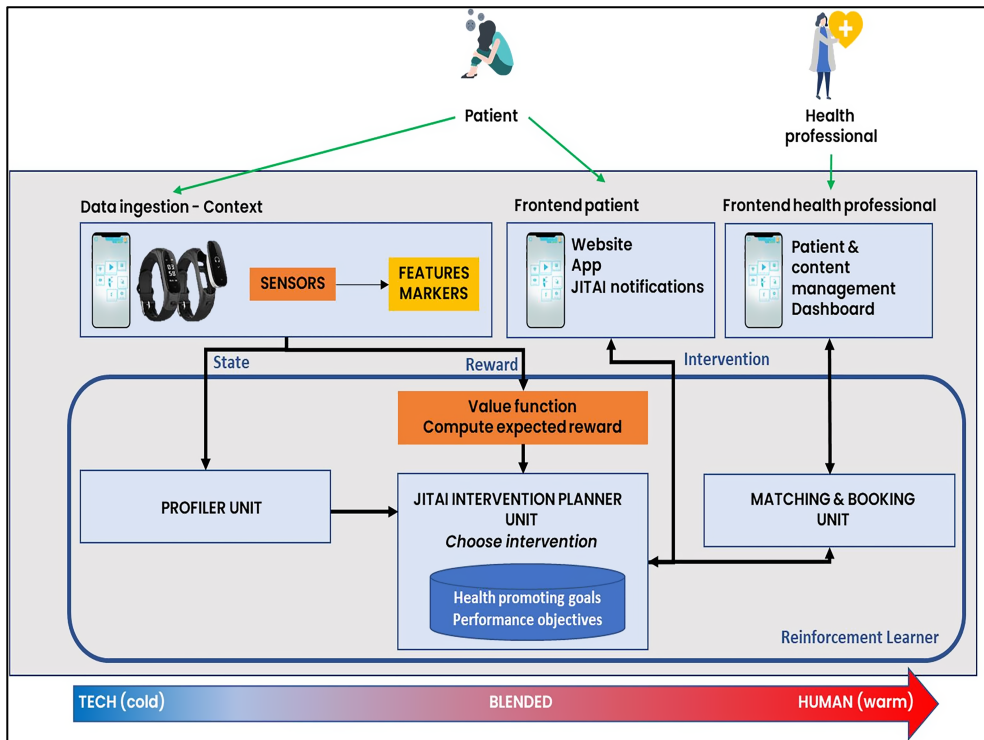 Patient
Health
professional
Data ingestion – Context
Frontend patient
Frontend health professional
SENSORS
FEATURES
MARKERS
Website
App
JITAI notifications
Patient &
content
management
Dashboard
State
Reward
Intervention
Value function
Compute expected reward
PROFILER UNIT
JITAI INTERVENTION PLANNER
UNIT
Choose intervention
MATCHING & BOOKING
UNIT
Health promoting goals
Performance objectives
Reinforcement Learner
TECH (cold)
BLENDED
HUMAN (warm)